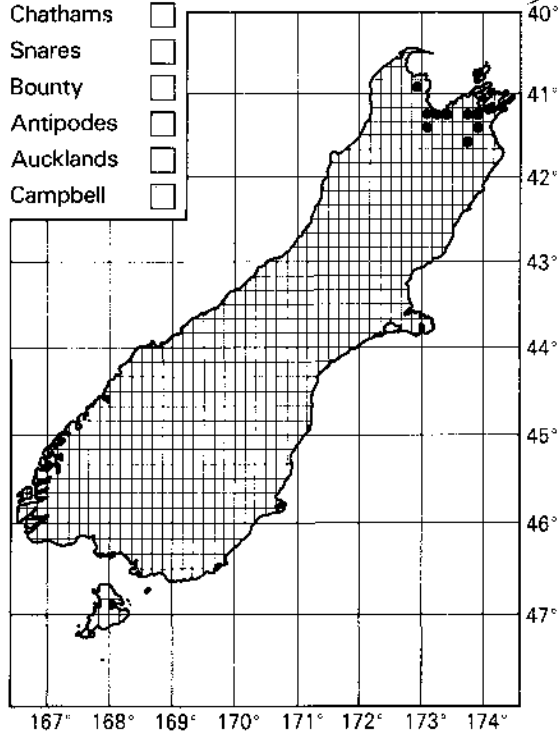 Chathams
Snares
Bounty
Antipodes
Aucklands
Campbell
40°
41°
42°
43°
44°
45°
46°
47°
167° 168° 169° 170° 171° 172° 173° 174°